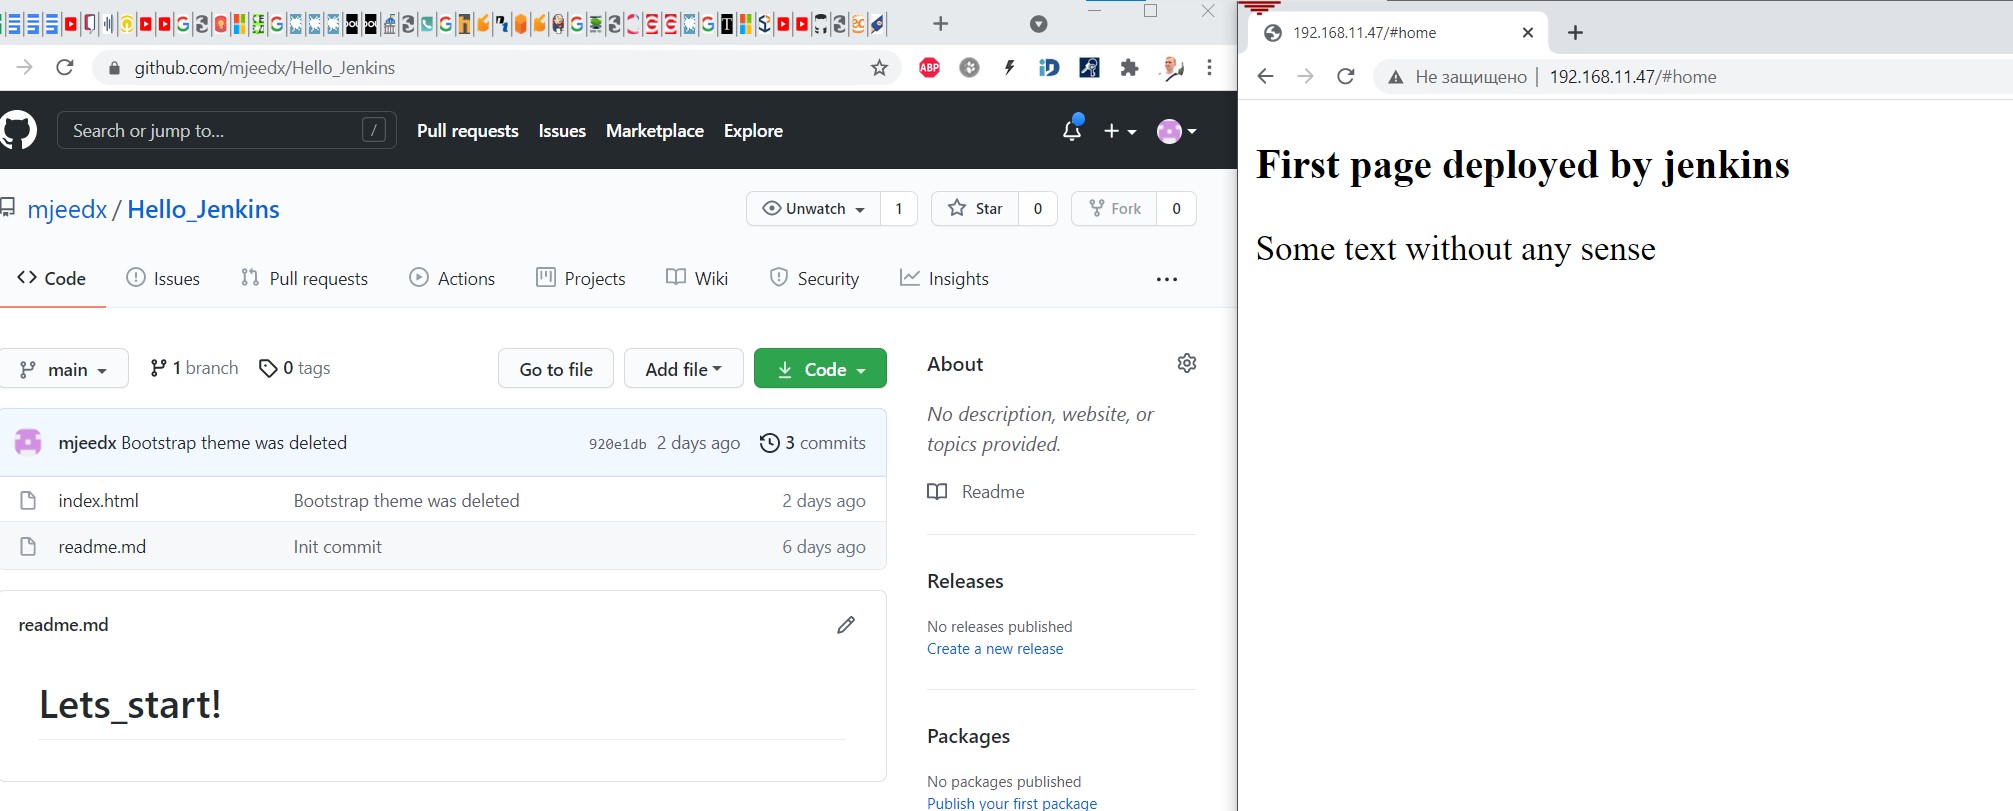 github.com/mjeedx/Hello_Jenkins
ABP
iD
Search or jump to...
/
Pull requests
Issues
Marketplace
Explore
mjeedx / Hello_Jenkins
Unwatch 1
Star 0
Fork 0
Code
Issues
Pull requests
Actions
Projects
Wiki
Security
Insights
main
1 branch
0 tags
Go to file
Add file
Code
mjeedx Bootstrap theme was deleted 920e1db 2 days ago 3 commits
index.html Bootstrap theme was deleted 2 days ago
readme.md Init commit 6 days ago
readme.md
Lets_start!
About
No description, website, or
topics provided.
Readme
Releases
No releases published
Create a new release
Packages
No packages published
Publish your first package
192.168.11.47/#home
Не защищено | 192.168.11.47/#home
First page deployed by jenkins
Some text without any sense